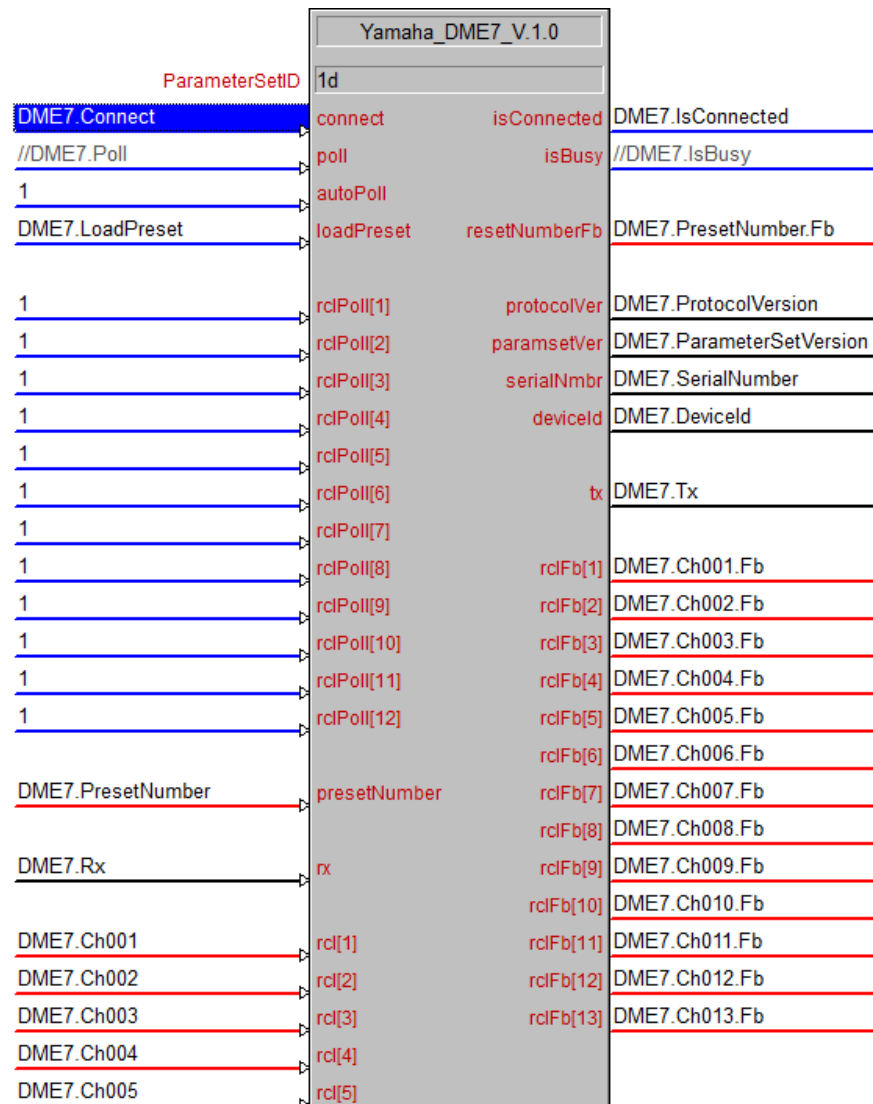 Yamaha_DME7_V.1.0
ParameterSetID 1d
DME7.Connect connect isConnected DME7.IsConnected
//DME7.Poll poll isBusy //DME7.IsBusy
1 autoPoll
DME7.LoadPreset loadPreset resetNumberFb DME7.PresetNumber.Fb
1 rclPoll[1] protocolVer DME7.ProtocolVersion
1 rclPoll[2] paramsetVer DME7.ParameterSetVersion
1 rclPoll[3] serialNmbr DME7.SerialNumber
1 rclPoll[4] deviceId DME7.DeviceId
1 rclPoll[5]
1 rclPoll[6] tx DME7.Tx
1 rclPoll[7]
1 rclPoll[8] rclFb[1] DME7.Ch001.Fb
1 rclPoll[9] rclFb[2] DME7.Ch002.Fb
1 rclPoll[10] rclFb[3] DME7.Ch003.Fb
1 rclPoll[11] rclFb[4] DME7.Ch004.Fb
1 rclPoll[12] rclFb[5] DME7.Ch005.Fb
rclFb[6] DME7.Ch006.Fb
DME7.PresetNumber presetNumber rclFb[7] DME7.Ch007.Fb
rclFb[8] DME7.Ch008.Fb
DME7.Rx rx rclFb[9] DME7.Ch009.Fb
rclFb[10] DME7.Ch010.Fb
DME7.Ch001 rcl[1] rclFb[11] DME7.Ch011.Fb
DME7.Ch002 rcl[2] rclFb[12] DME7.Ch012.Fb
DME7.Ch003 rcl[3] rclFb[13] DME7.Ch013.Fb
DME7.Ch004 rcl[4]
DME7.Ch005 rcl[5]